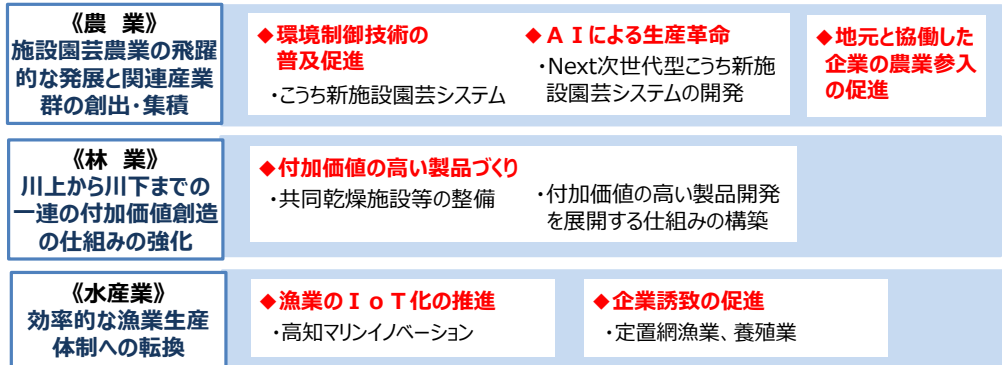 《農 業》
施設園芸農業の飛躍
的な発展と関連産業
群の創出・集積
◆環境制御技術の
普及促進
・こうち新施設園芸システム
◆ＡＩによる生産革命
・Next次世代型こうち新施
設園芸システムの開発
◆地元と協働した
企業の農業参入
の促進
《林 業》
川上から川下までの
一連の付加価値創造
の仕組みの強化
◆付加価値の高い製品づくり
・共同乾燥施設等の整備
・付加価値の高い製品開発
を展開する仕組みの構築
《水産業》
効率的な漁業生産
体制への転換
◆漁業のＩｏＴ化の推進
・高知マリンイノベーション
◆企業誘致の促進
・定置網漁業、養殖業